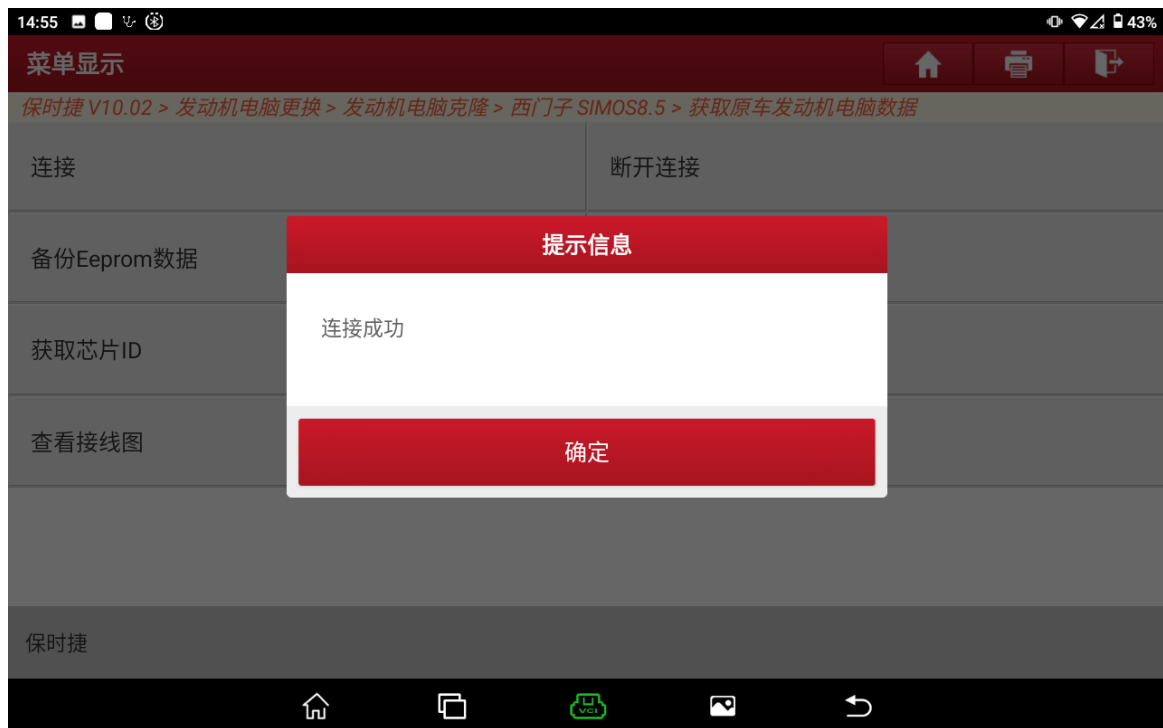 14:55
43%
菜单显示
保时捷 V10.02 > 发动机电脑更换 > 发动机电脑克隆 > 西门子 SIMOS8.5 > 获取原车发动机电脑数据
连接
断开连接
备份Eeprom数据
提示信息
连接成功
获取芯片ID
查看接线图
确定
保时捷
VCI